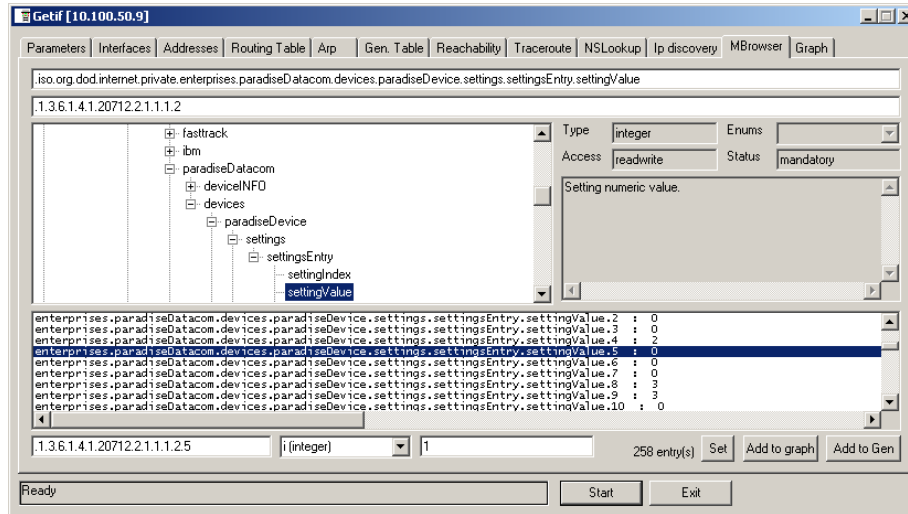 Getif [10.100.50.9]
Parameters Interfaces Addresses Routing Table Arp Gen. Table Reachability Traceroute NSLookup Ip discovery MBrowser Graph
.iso.org.dod.internet.private.enterprises.paradiseDatacom.devices.paradiseDevice.settings.settingsEntry.settingValue
.1.3.6.1.4.1.20712.2.1.1.1.2
fasttrack
ibm
paradiseDatacom
deviceINFO
devices
paradiseDevice
settings
settingsEntry
settingIndex
settingValue
Type integer Enums
Access readwrite Status mandatory
Setting numeric value.
enterprises.paradiseDatacom.devices.paradiseDevice.settings.settingsEntry.settingValue.2 : 0
enterprises.paradiseDatacom.devices.paradiseDevice.settings.settingsEntry.settingValue.3 : 0
enterprises.paradiseDatacom.devices.paradiseDevice.settings.settingsEntry.settingValue.4 : 2
enterprises.paradiseDatacom.devices.paradiseDevice.settings.settingsEntry.settingValue.5 : 0
enterprises.paradiseDatacom.devices.paradiseDevice.settings.settingsEntry.settingValue.6 : 0
enterprises.paradiseDatacom.devices.paradiseDevice.settings.settingsEntry.settingValue.7 : 0
enterprises.paradiseDatacom.devices.paradiseDevice.settings.settingsEntry.settingValue.8 : 3
enterprises.paradiseDatacom.devices.paradiseDevice.settings.settingsEntry.settingValue.9 : 3
enterprises.paradiseDatacom.devices.paradiseDevice.settings.settingsEntry.settingValue.10 : 0
.1.3.6.1.4.1.20712.2.1.1.1.2.5 i (integer) 1 258 entry(s) Set Add to graph Add to Gen
Ready Start Exit